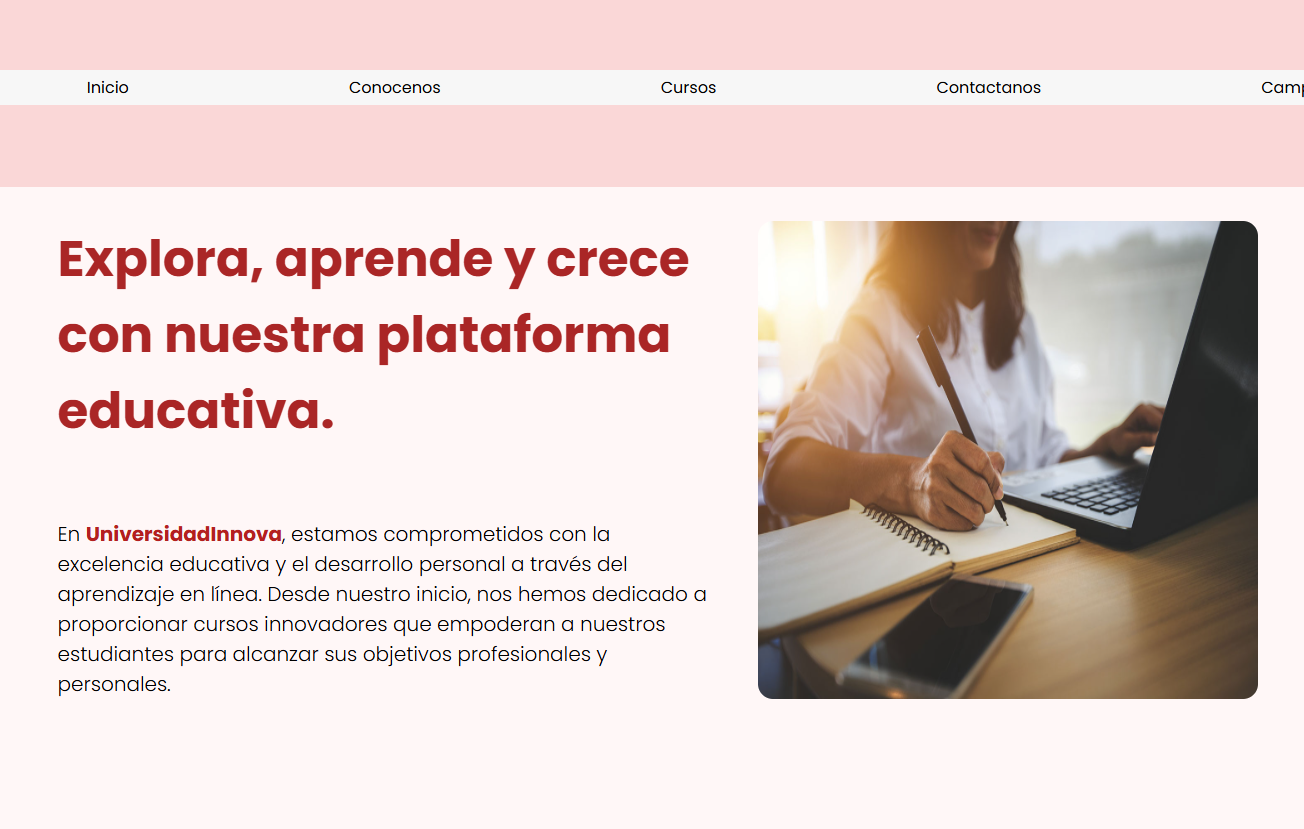 Inicio Conocenos Cursos Contactanos Camp
Explora, aprende y crece
con nuestra plataforma
educativa.
En UniversidadInnova, estamos comprometidos con la
excelencia educativa y el desarrollo personal a través del
aprendizaje en línea. Desde nuestro inicio, nos hemos dedicado a
proporcionar cursos innovadores que empoderan a nuestros
estudiantes para alcanzar sus objetivos profesionales y
personales.